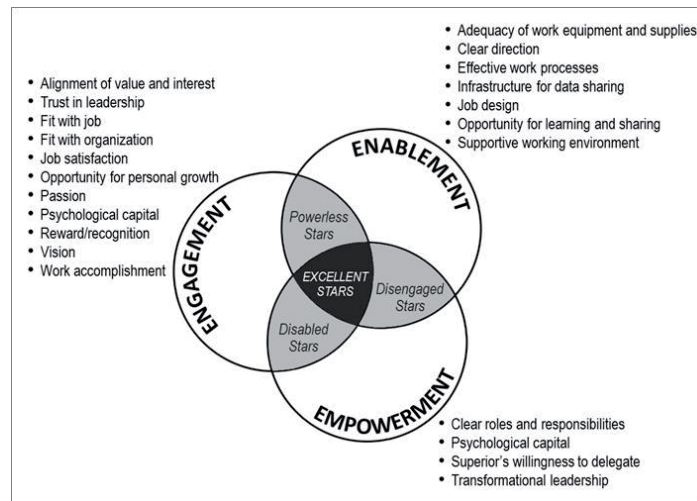 • Adequacy of work equipment and supplies
• Clear direction
• Effective work processes
• Infrastructure for data sharing
• Job design
• Opportunity for learning and sharing
• Supportive working environment
• Alignment of value and interest
• Trust in leadership
• Fit with job
• Fit with organization
• Job satisfaction
• Opportunity for personal growth
• Passion
• Psychological capital
• Reward/recognition
• Vision
• Work accomplishment
ENGAGEMENT
ENABLEMENT
Powerless
Stars
EXCELLENT
STARS
Disengaged
Stars
Disabled
Stars
EMPOWERMENT
• Clear roles and responsibilities
• Psychological capital
• Superior's willingness to delegate
• Transformational leadership